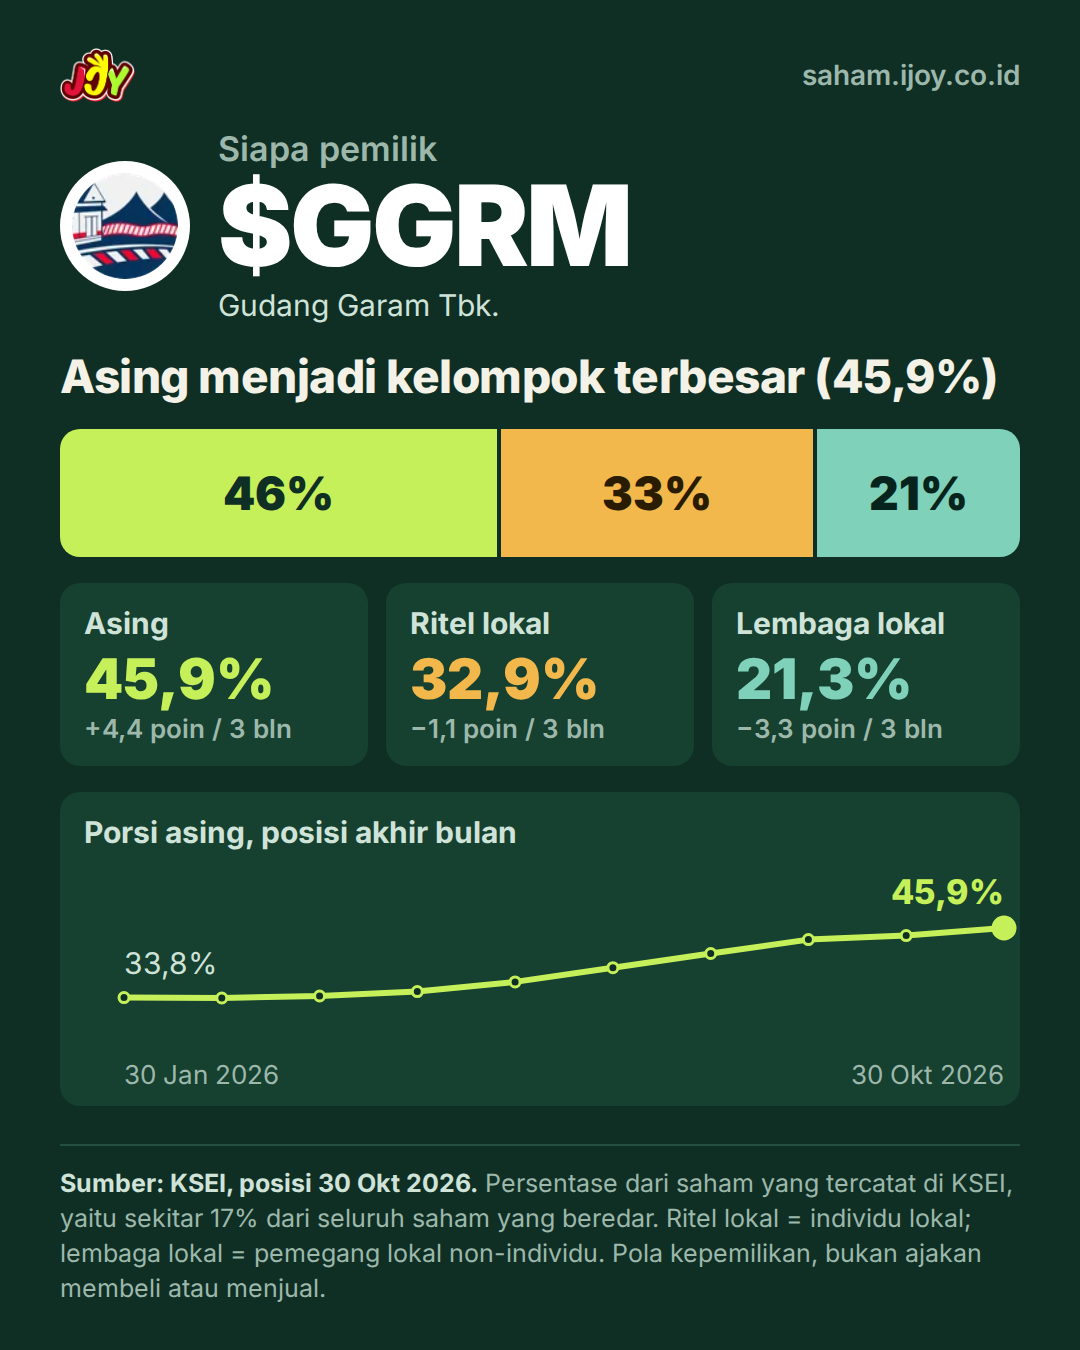 JOY
saham.ijoy.co.id
Siapa pemilik
$GGRM
Gudang Garam Tbk.
Asing menjadi kelompok terbesar (45,9%)
46%
33%
21%
Asing
45,9%
+4,4 poin / 3 bln
Ritel lokal
32,9%
−1,1 poin / 3 bln
Lembaga lokal
21,3%
−3,3 poin / 3 bln
Porsi asing, posisi akhir bulan
45,9%
33,8%
30 Jan 2026
30 Okt 2026
Sumber: KSEI, posisi 30 Okt 2026. Persentase dari saham yang tercatat di KSEI,
yaitu sekitar 17% dari seluruh saham yang beredar. Ritel lokal = individu lokal;
lembaga lokal = pemegang lokal non-individu. Pola kepemilikan, bukan ajakan
membeli atau menjual.